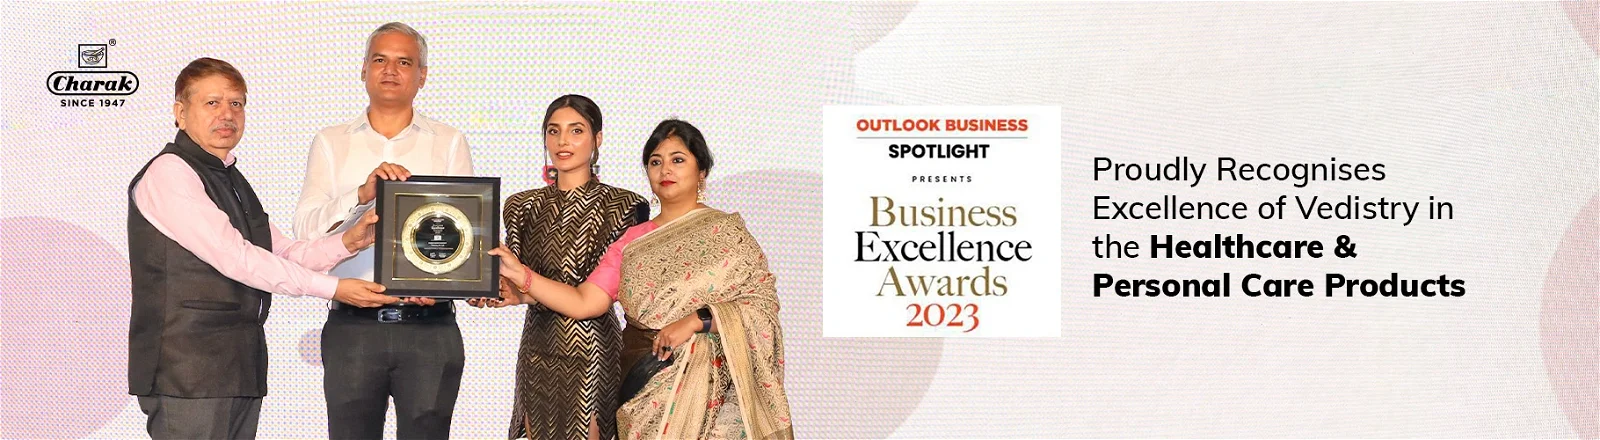 ®
Charak
SINCE 1947
OUTLOOK BUSINESS
SPOTLIGHT
PRESENTS
Business
Excellence
Awards
2023
Proudly Recognises
Excellence of Vedistry in
the Healthcare &
Personal Care Products